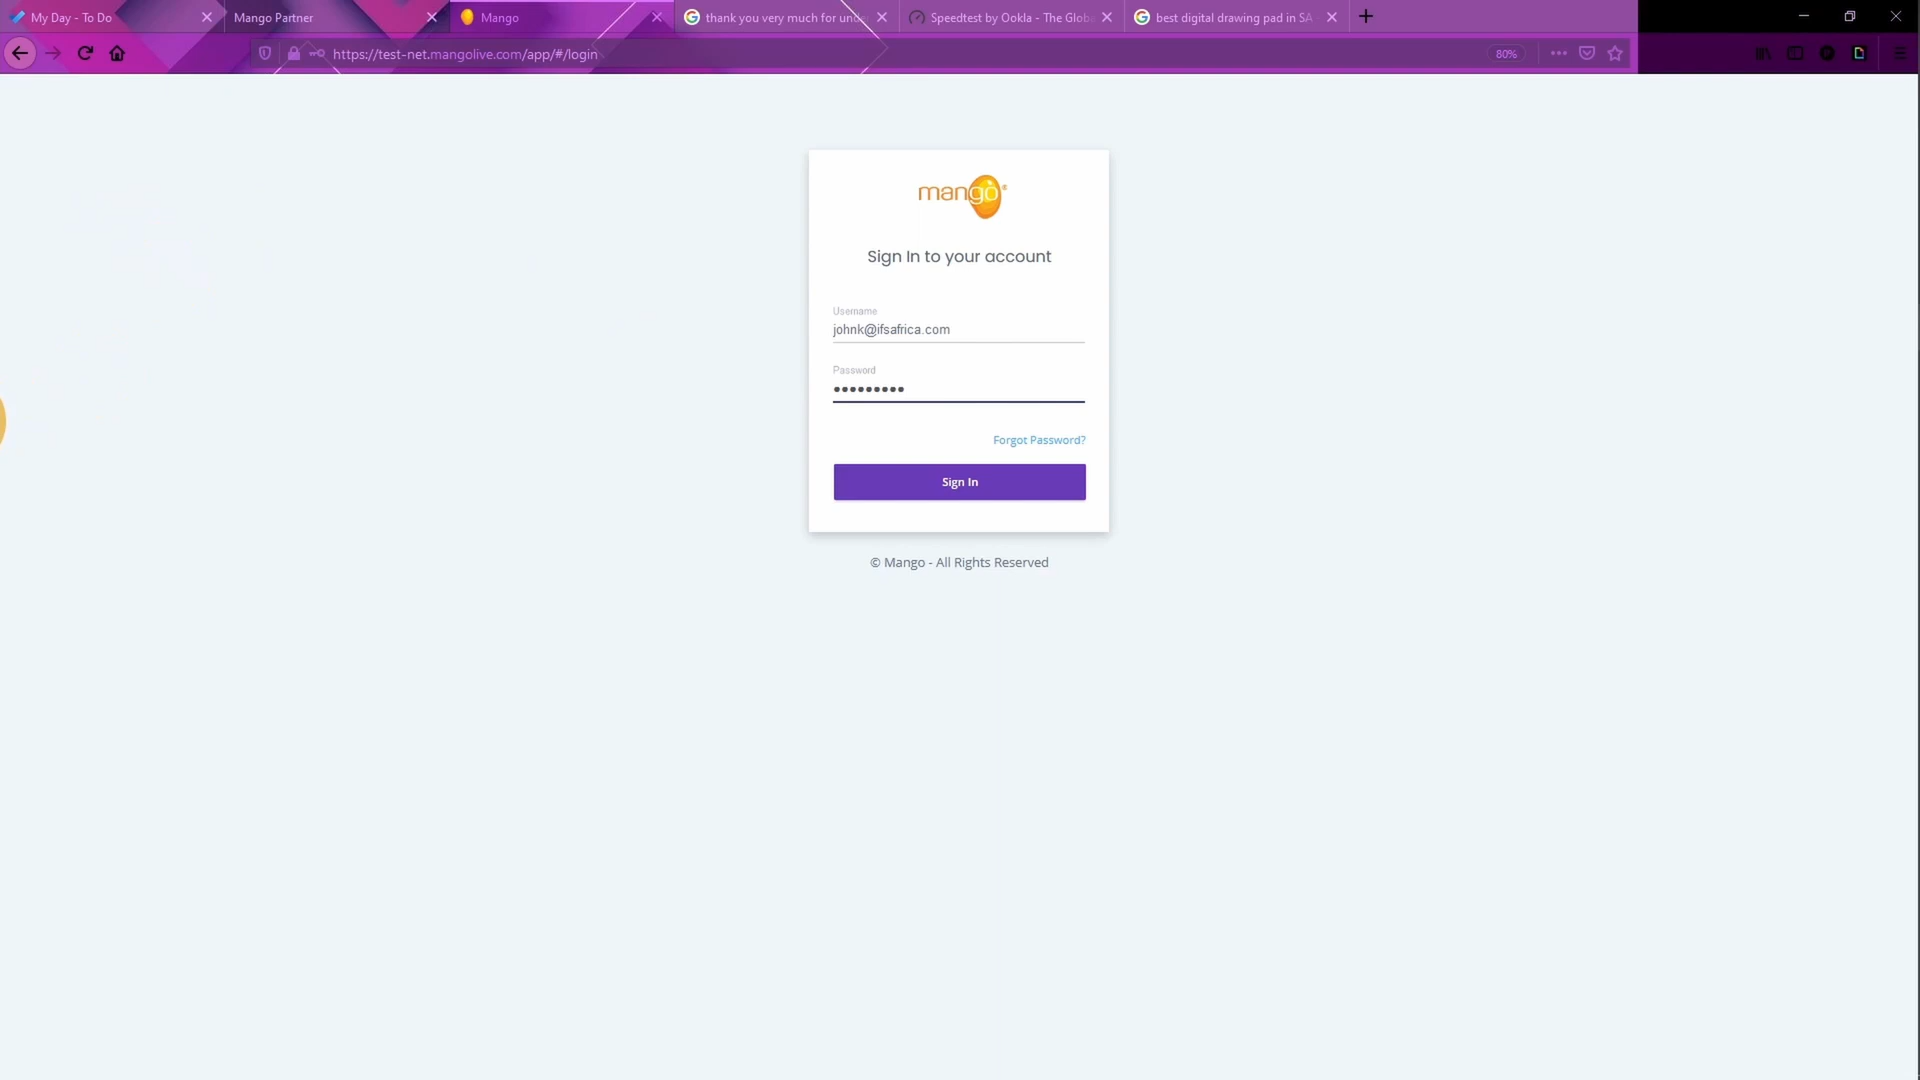 My Day - To Do
Mango Partner
Mango
thank you very much for unde
Speedtest by Ookla - The Globa
best digital drawing pad in SA
https://test-net.mangolive.com/app/#/login
80%
mango
Sign In to your account
Username
johnk@ifsafrica.com
Password
Forgot Password?
Sign In
© Mango - All Rights Reserved